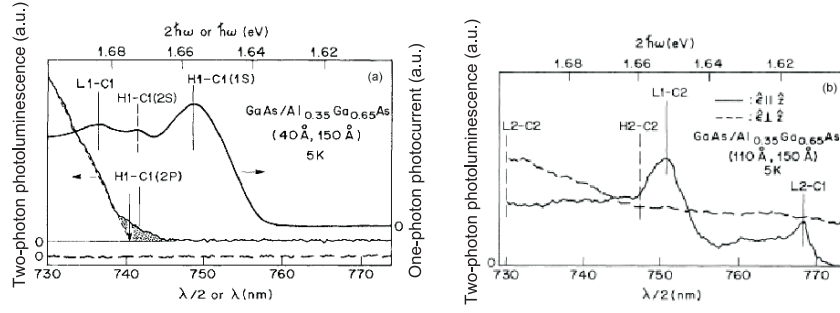 2ħω or ħω (eV)
1.68
1.66
1.64
1.62
(a)
L1-C1
H1-C1(2S)
H1-C1(1S)
GaAs/Al0.35Ga0.65As
(40Å, 150Å)
5K
H1-C1(2P)
0
0
0
730
740
750
760
770
λ/2 or λ(nm)
Two-photon photoluminescence (a.u.)
One-photon photocurrent (a.u.)
2ħω(eV)
1.68
1.66
1.64
1.62
(b)
L1-C2
: ε̂ ∥ ẑ
: ε̂ ⊥ ẑ
L2-C2
H2-C2
GaAs/Al0.35Ga0.65As
(110Å, 150Å)
5K
L2-C1
0
730
740
750
760
770
λ/2(nm)
Two-photon photoluminescence (a.u.)